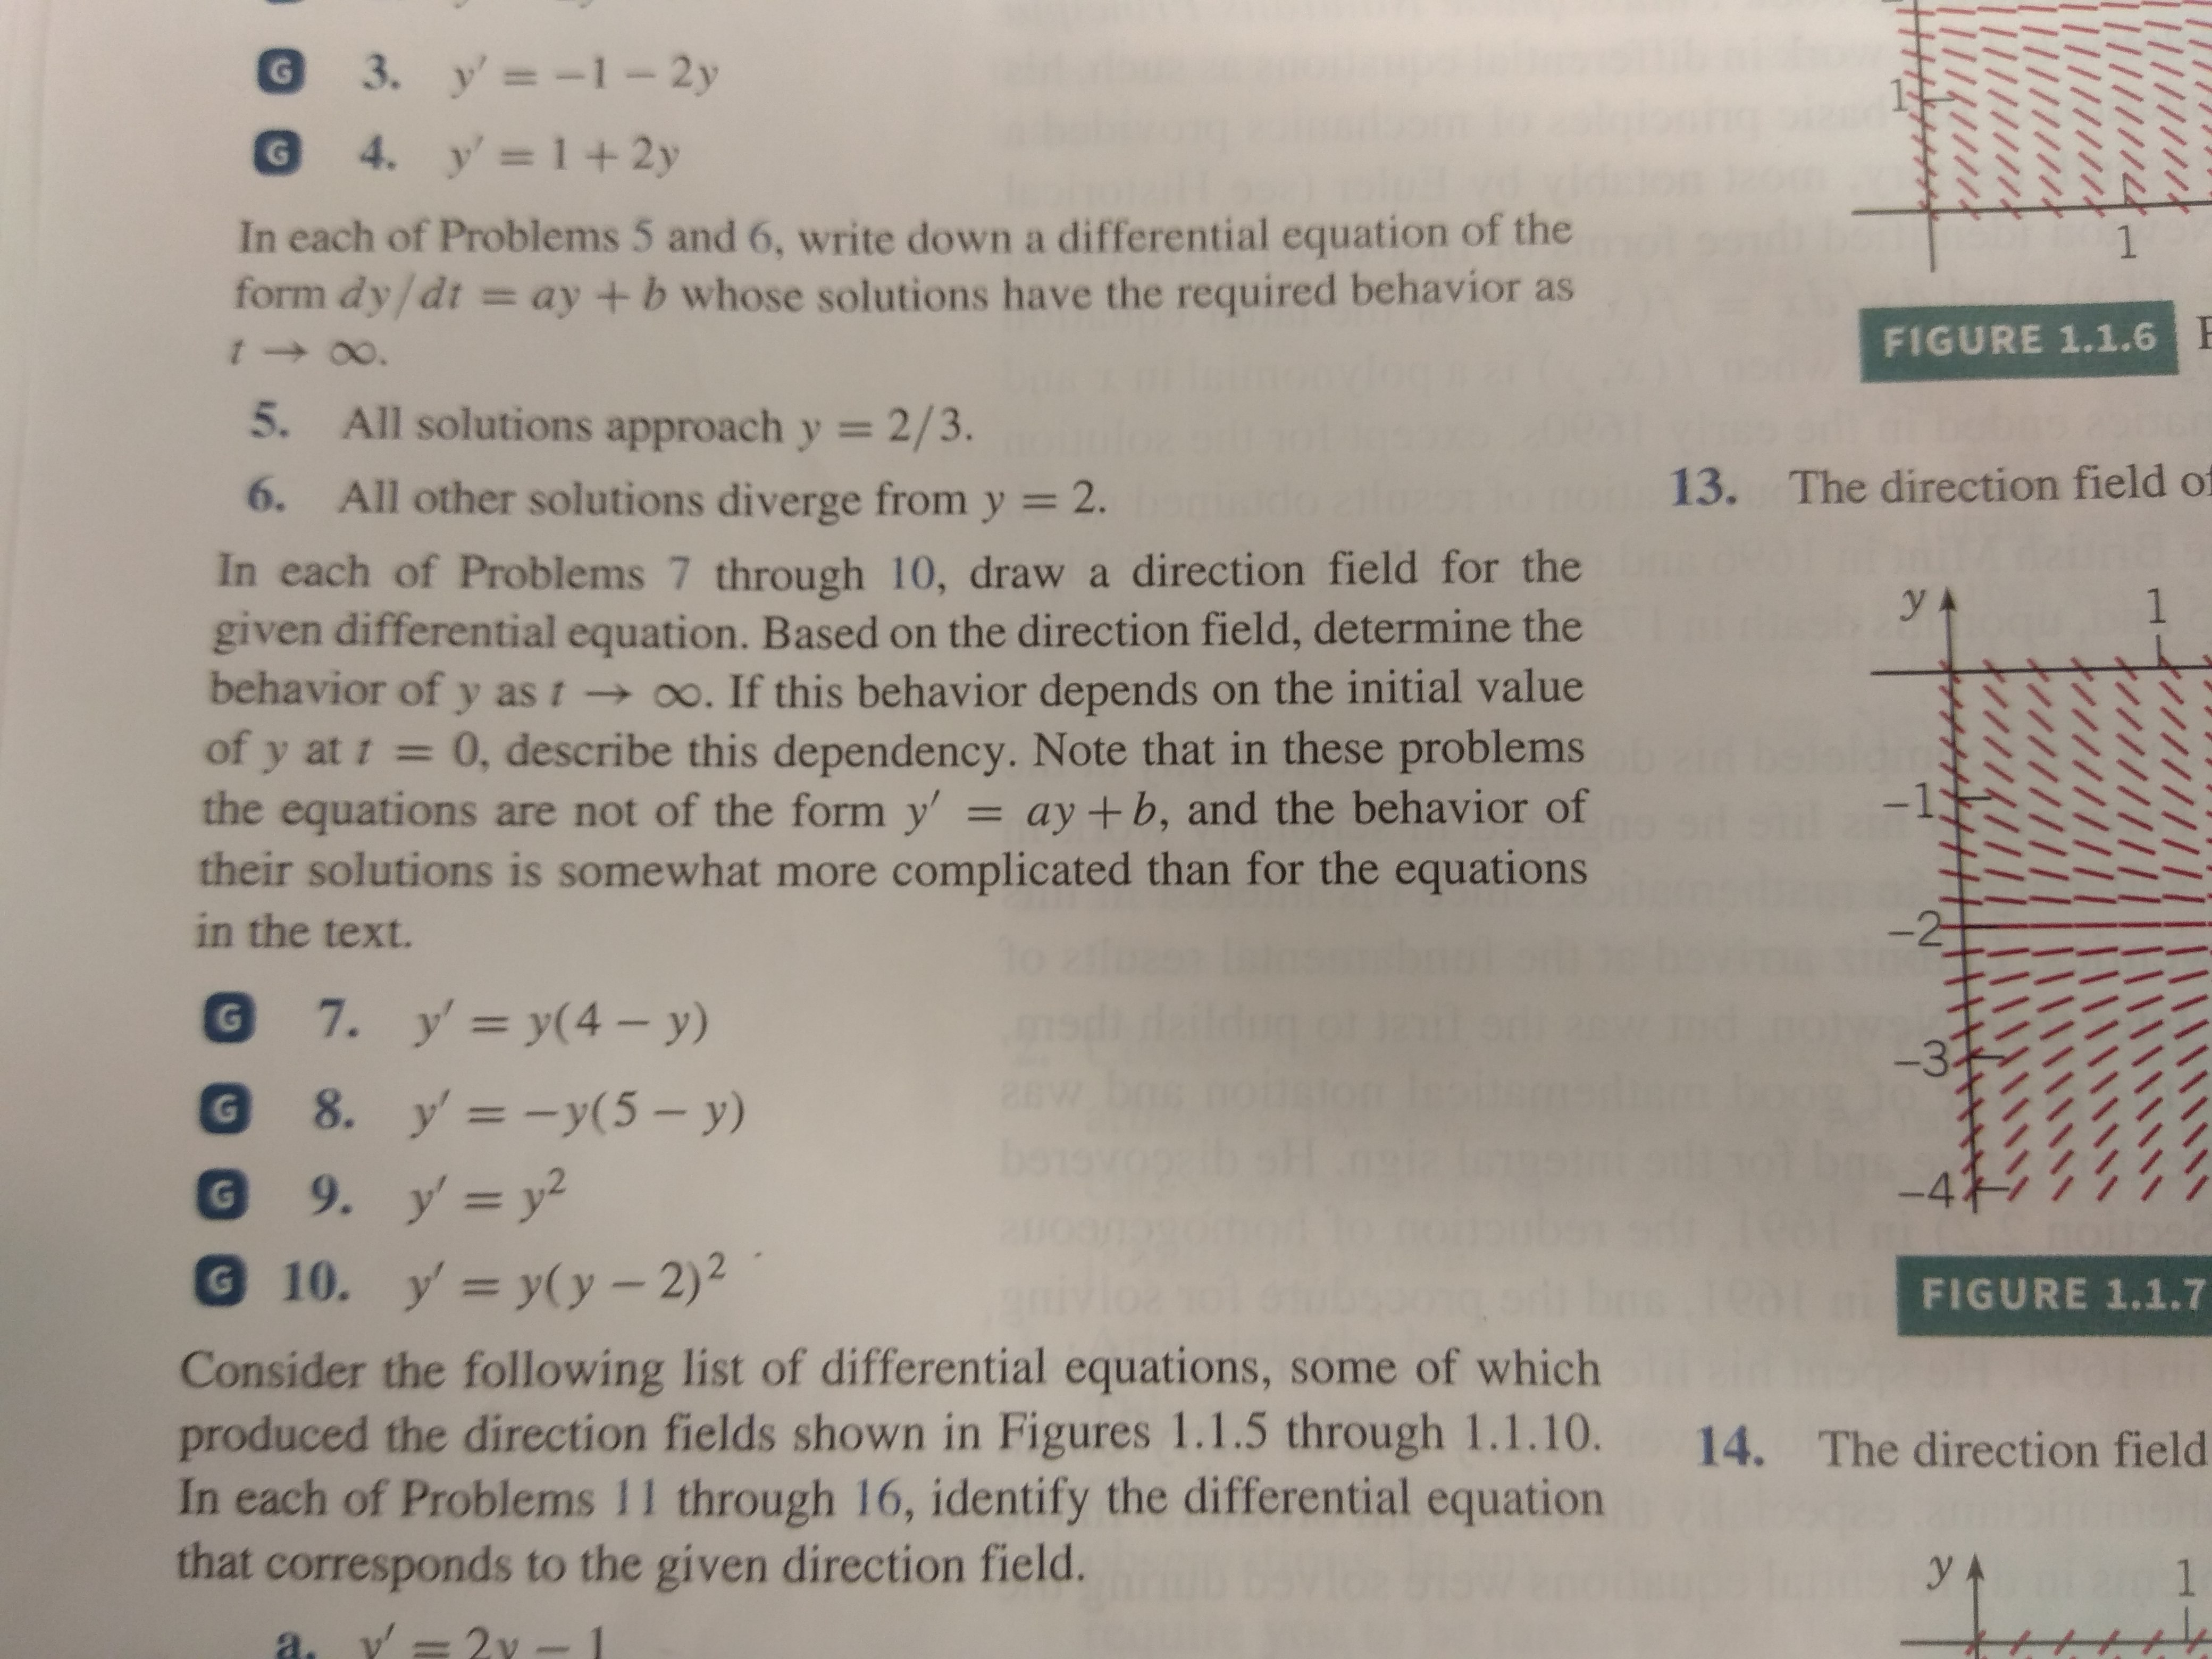 G 3. y′ = −1 − 2y
G 4. y′ = 1 + 2y
In each of Problems 5 and 6, write down a differential equation of the
form dy/dt = ay + b whose solutions have the required behavior as
t → ∞.
5. All solutions approach y = 2/3.
6. All other solutions diverge from y = 2.
In each of Problems 7 through 10, draw a direction field for the
given differential equation. Based on the direction field, determine the
behavior of y as t → ∞. If this behavior depends on the initial value
of y at t = 0, describe this dependency. Note that in these problems
the equations are not of the form y′ = ay + b, and the behavior of
their solutions is somewhat more complicated than for the equations
in the text.
G 7. y′ = y(4 − y)
G 8. y′ = −y(5 − y)
G 9. y′ = y²
G 10. y′ = y(y − 2)²
Consider the following list of differential equations, some of which
produced the direction fields shown in Figures 1.1.5 through 1.1.10.
In each of Problems 11 through 16, identify the differential equation
that corresponds to the given direction field.
a. y′ = 2y − 1
1
1
FIGURE 1.1.6
13. The direction field of
y
1
−1
−2
−3
−4
FIGURE 1.1.7
14. The direction field
y
1